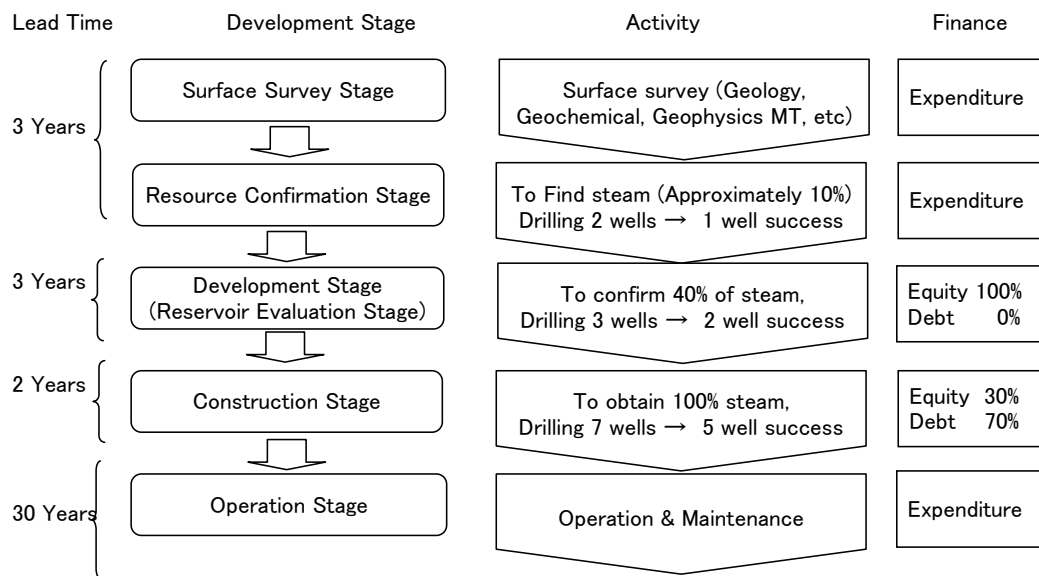 Lead Time
Development Stage
Activity
Finance
3 Years
Surface Survey Stage
Surface survey (Geology,
Geochemical, Geophysics MT, etc)
Expenditure
Resource Confirmation Stage
To Find steam (Approximately 10%)
Drilling 2 wells → 1 well success
Expenditure
3 Years
Development Stage
(Reservoir Evaluation Stage)
To confirm 40% of steam,
Drilling 3 wells → 2 well success
Equity 100%
Debt 0%
2 Years
Construction Stage
To obtain 100% steam,
Drilling 7 wells → 5 well success
Equity 30%
Debt 70%
30 Years
Operation Stage
Operation & Maintenance
Expenditure